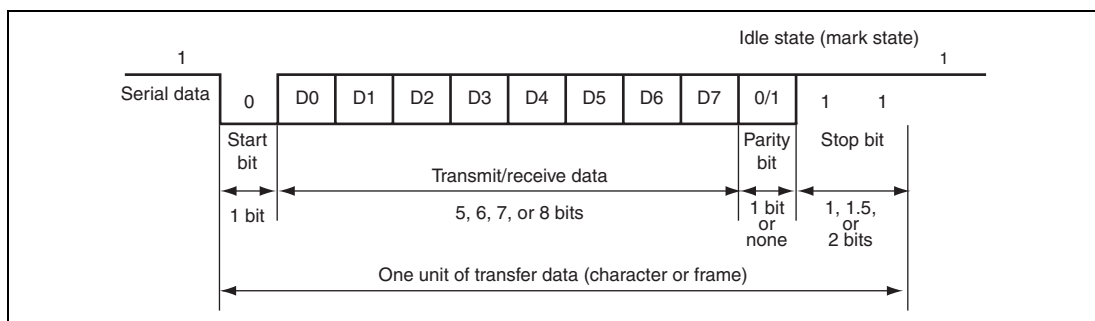 Idle state (mark state)
1 1
Serial data 0 D0 D1 D2 D3 D4 D5 D6 D7 0/1 1 1
Start
bit
Parity
bit
Stop bit
Transmit/receive data
1 bit
5, 6, 7, or 8 bits
1 bit
or
none
1, 1.5,
or
2 bits
One unit of transfer data (character or frame)